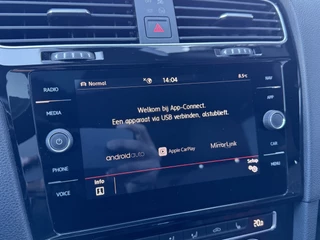 RADIO
MEDIA
PHONE
VOICE
Normal
14:04
8.5°C
NAV
APP
CAR
MENU
Welkom bij App-Connect.
Een apparaat via USB verbinden, alstublieft.
androidauto
Apple CarPlay
MirrorLink
Info
Setup
20.0